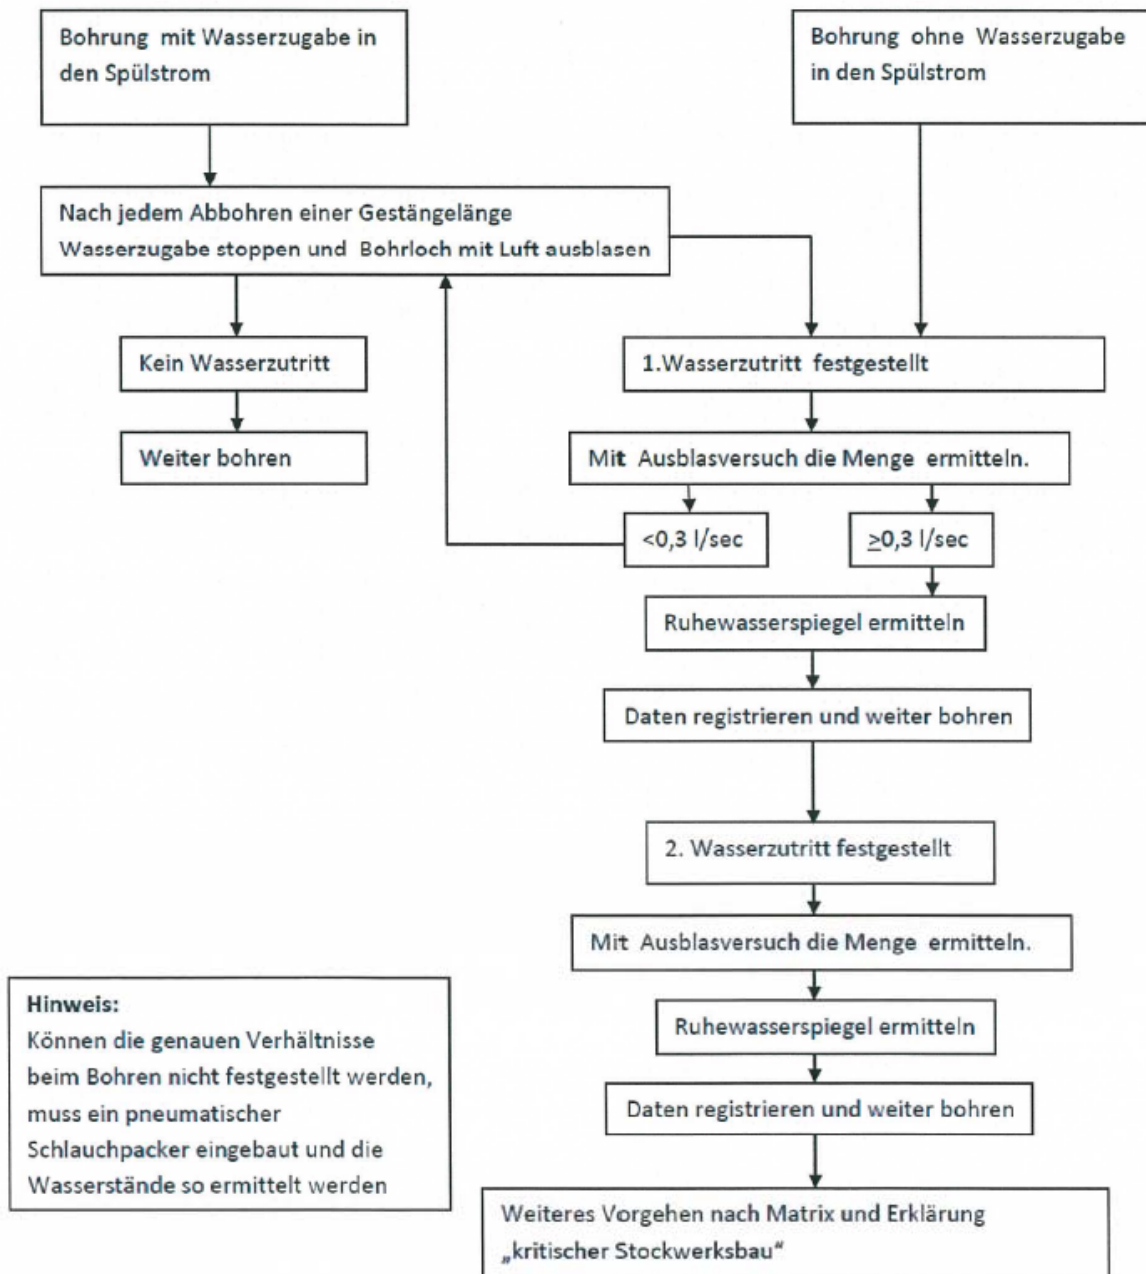 Bohrung mit Wasserzugabe in
den Spülstrom
Bohrung ohne Wasserzugabe
in den Spülstrom
Nach jedem Abbohren einer Gestängelänge
Wasserzugabe stoppen und Bohrloch mit Luft ausblasen
Kein Wasserzutritt
1.Wasserzutritt festgestellt
Weiter bohren
Mit Ausblasversuch die Menge ermitteln.
<0,3 l/sec
≥0,3 l/sec
Ruhewasserspiegel ermitteln
Daten registrieren und weiter bohren
2. Wasserzutritt festgestellt
Mit Ausblasversuch die Menge ermitteln.
Ruhewasserspiegel ermitteln
Daten registrieren und weiter bohren
Hinweis:
Können die genauen Verhältnisse
beim Bohren nicht festgestellt werden,
muss ein pneumatischer
Schlauchpacker eingebaut und die
Wasserstände so ermittelt werden
Weiteres Vorgehen nach Matrix und Erklärung
„kritischer Stockwerksbau“